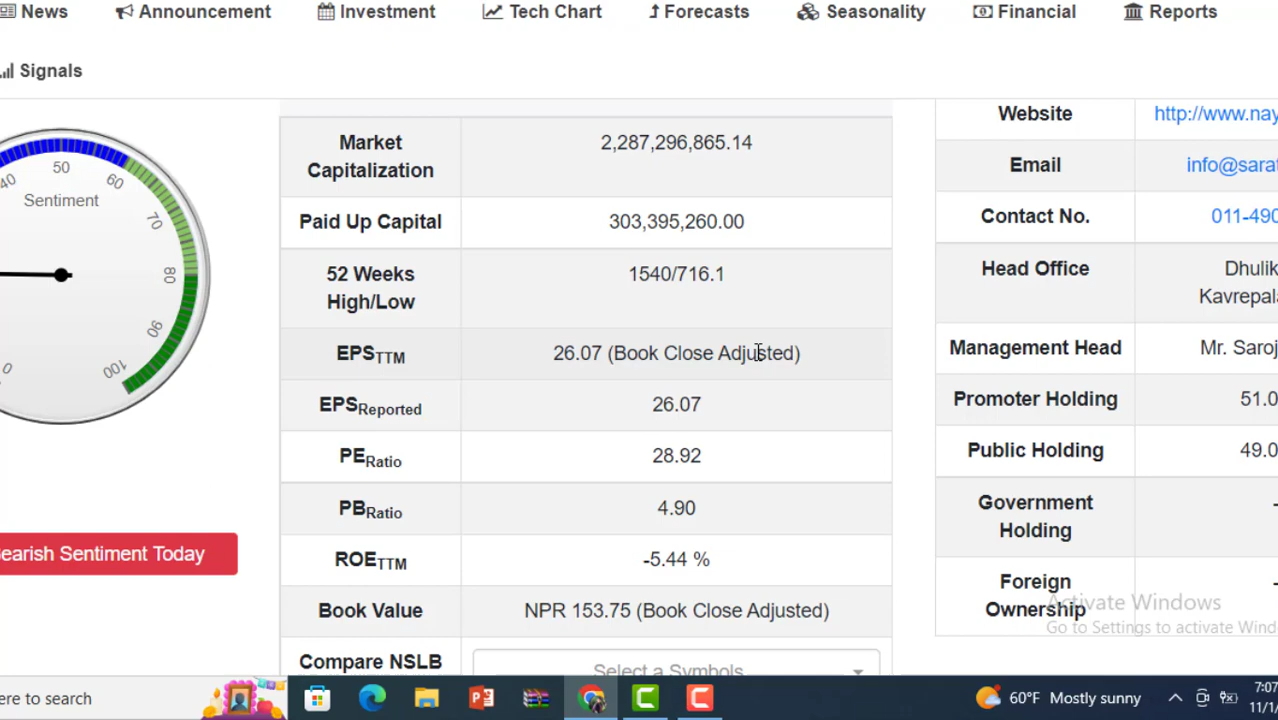 News Announcement Investment Tech Chart Forecasts Seasonality Financial Reports
Signals
40
50
60
70
80
90
100
0
Sentiment
earish Sentiment Today
Market Capitalization 2,287,296,865.14
Paid Up Capital 303,395,260.00
52 Weeks High/Low 1540/716.1
EPSTTM 26.07 (Book Close Adjusted)
EPSReported 26.07
PERatio 28.92
PBRatio 4.90
ROETTM -5.44 %
Book Value NPR 153.75 (Book Close Adjusted)
Compare NSLB Select a Symbols
Website http://www.nay
Email info@sarat
Contact No. 011-490
Head Office Dhulik
Kavrepala
Management Head Mr. Saroj
Promoter Holding 51.0
Public Holding 49.0
Government Holding -
Foreign Ownership -
Activate Windows
Go to Settings to activate Wind
ere to search
60°F Mostly sunny
7:07
11/1/